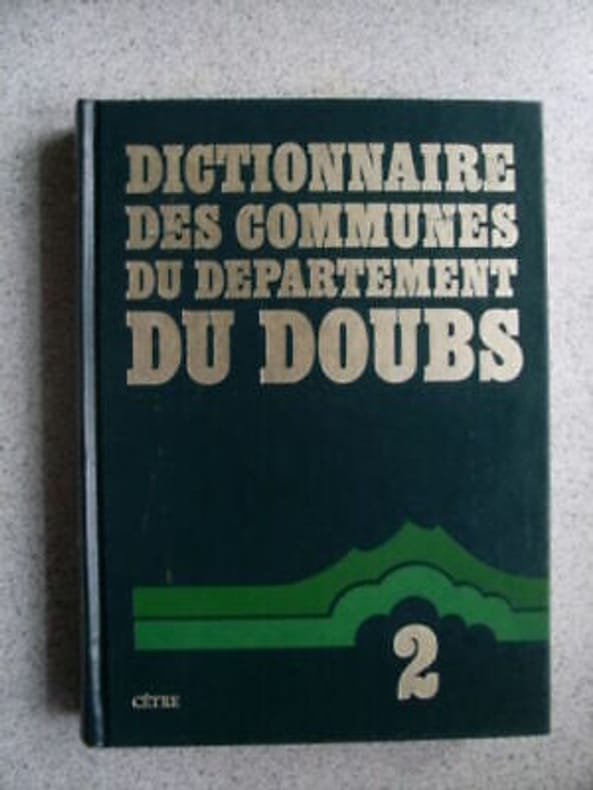 DICTIONNAIRE
DES COMMUNES
DU DEPARTEMENT
DU DOUBS
2
CÊTRE